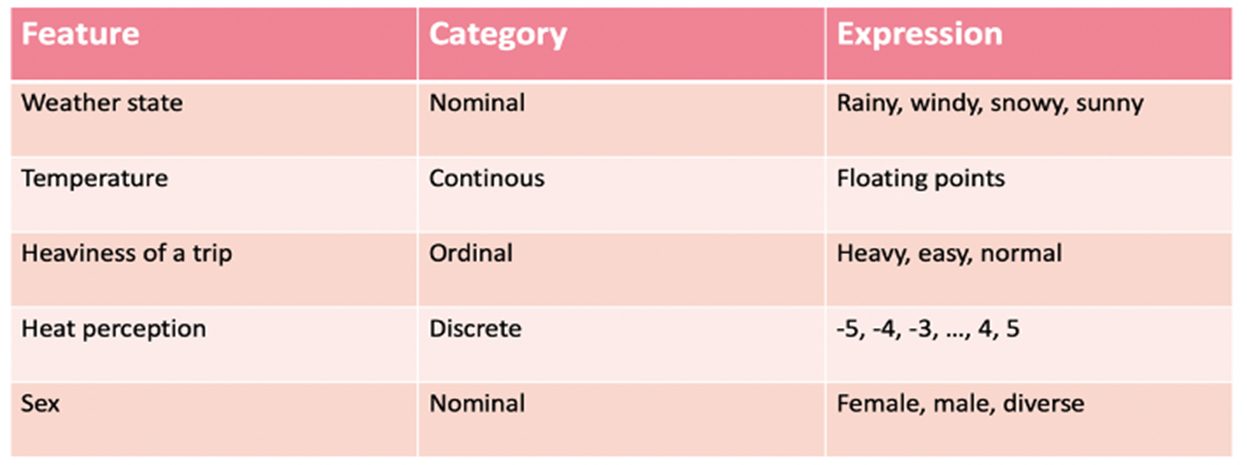 Feature Category Expression
Weather state Nominal Rainy, windy, snowy, sunny
Temperature Continous Floating points
Heaviness of a trip Ordinal Heavy, easy, normal
Heat perception Discrete -5, -4, -3, ..., 4, 5
Sex Nominal Female, male, diverse